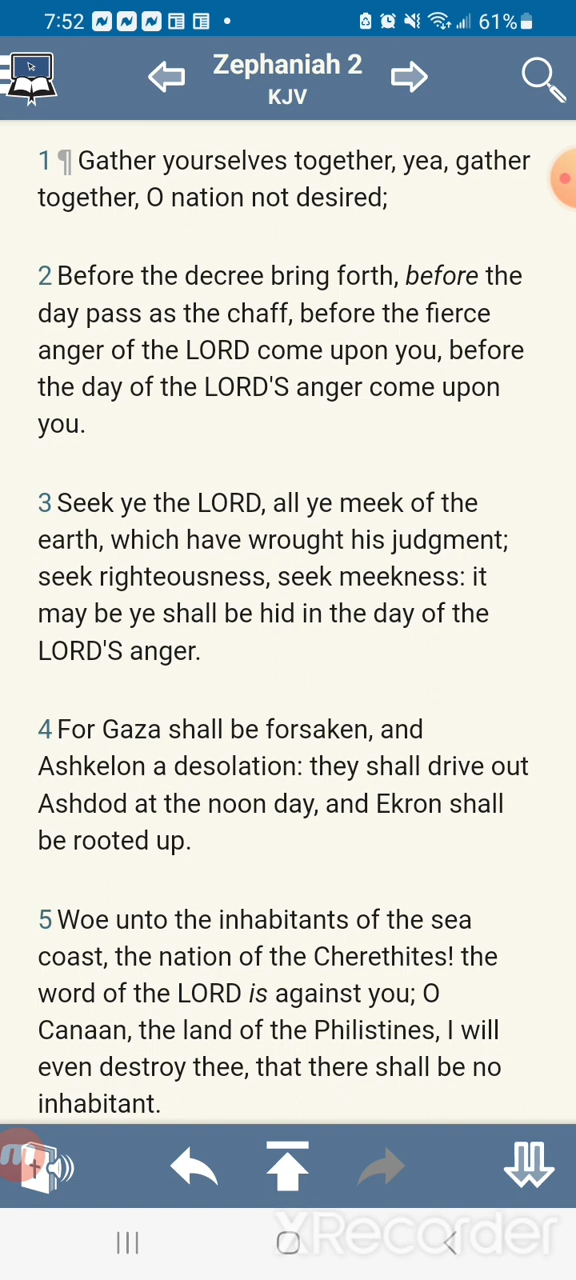 7:52
61%
Zephaniah 2
KJV
1 ¶ Gather yourselves together, yea, gather
together, O nation not desired;
2 Before the decree bring forth, before the
day pass as the chaff, before the fierce
anger of the LORD come upon you, before
the day of the LORD'S anger come upon
you.
3 Seek ye the LORD, all ye meek of the
earth, which have wrought his judgment;
seek righteousness, seek meekness: it
may be ye shall be hid in the day of the
LORD'S anger.
4 For Gaza shall be forsaken, and
Ashkelon a desolation: they shall drive out
Ashdod at the noon day, and Ekron shall
be rooted up.
5 Woe unto the inhabitants of the sea
coast, the nation of the Cherethites! the
word of the LORD is against you; O
Canaan, the land of the Philistines, I will
even destroy thee, that there shall be no
inhabitant.
XRecorder